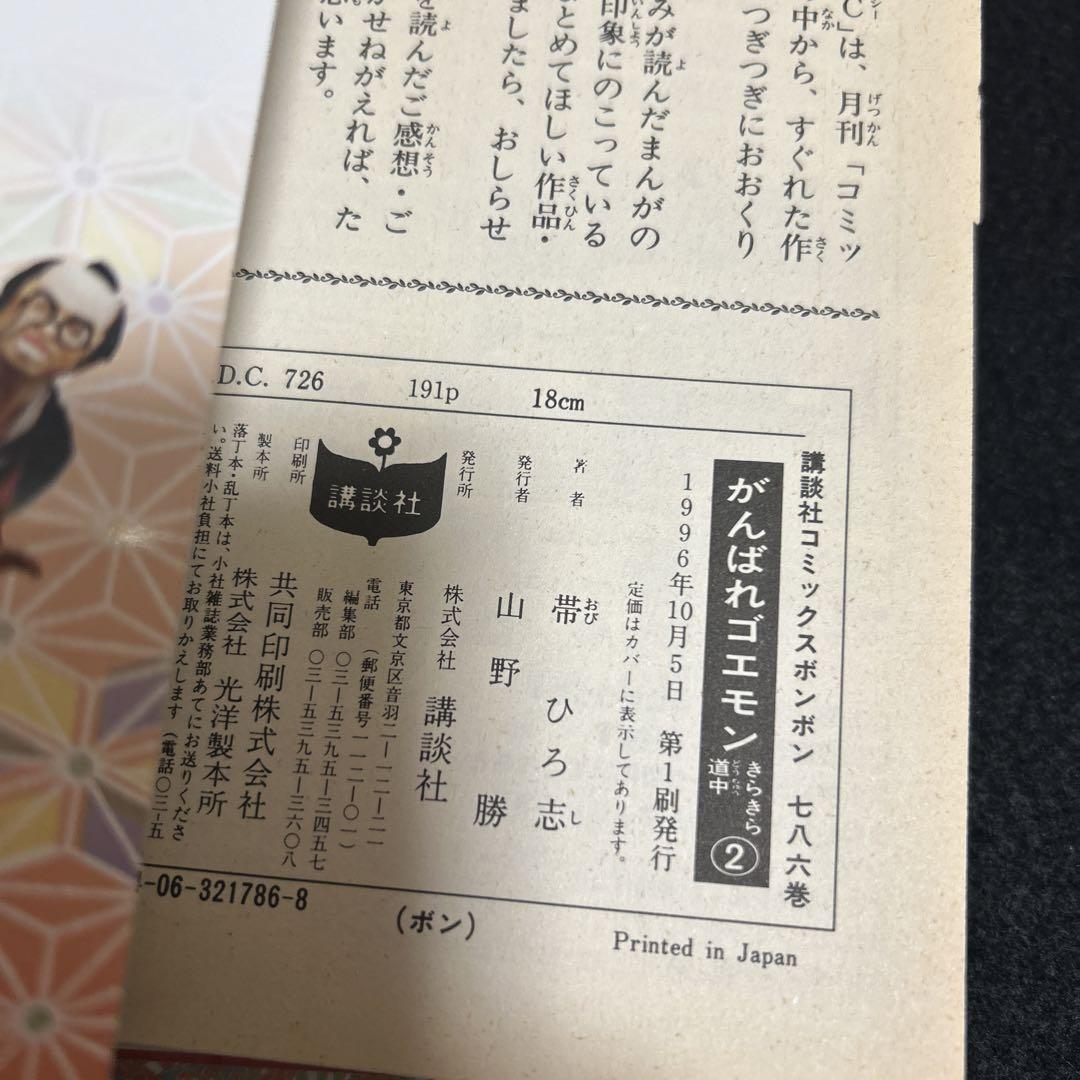 C」は、月刊「コミッ
中から、すぐれた作
つぎつぎにおおくり
みが読んだまんがの
印象にのこっている
まとめてほしい作品・
ましたら、おしらせ
を読んだご感想・ご
かせねがえれば、た
思います。
D.C. 726 191p 18cm
講談社コミックスボンボン 七八六巻
がんばれゴエモン きらきら道中 ②
1996年10月5日 第1刷発行
定価はカバーに表示してあります。
著者 帯ひろ志
発行者 山野勝
発行所 株式会社 講談社
東京都文京区音羽二−一二−二一
(郵便番号一一二−〇一)
電話 編集部 〇三−五三九五−三四五七
販売部 〇三−五三九五−三六〇八
講談社
印刷所 共同印刷株式会社
製本所 株式会社 光洋製本所
落丁本・乱丁本は、小社雑誌業務部あてにお送りくださ
い。送料小社負担にてお取りかえします(電話〇三−五
-06-321786-8
(ボン)
Printed in Japan